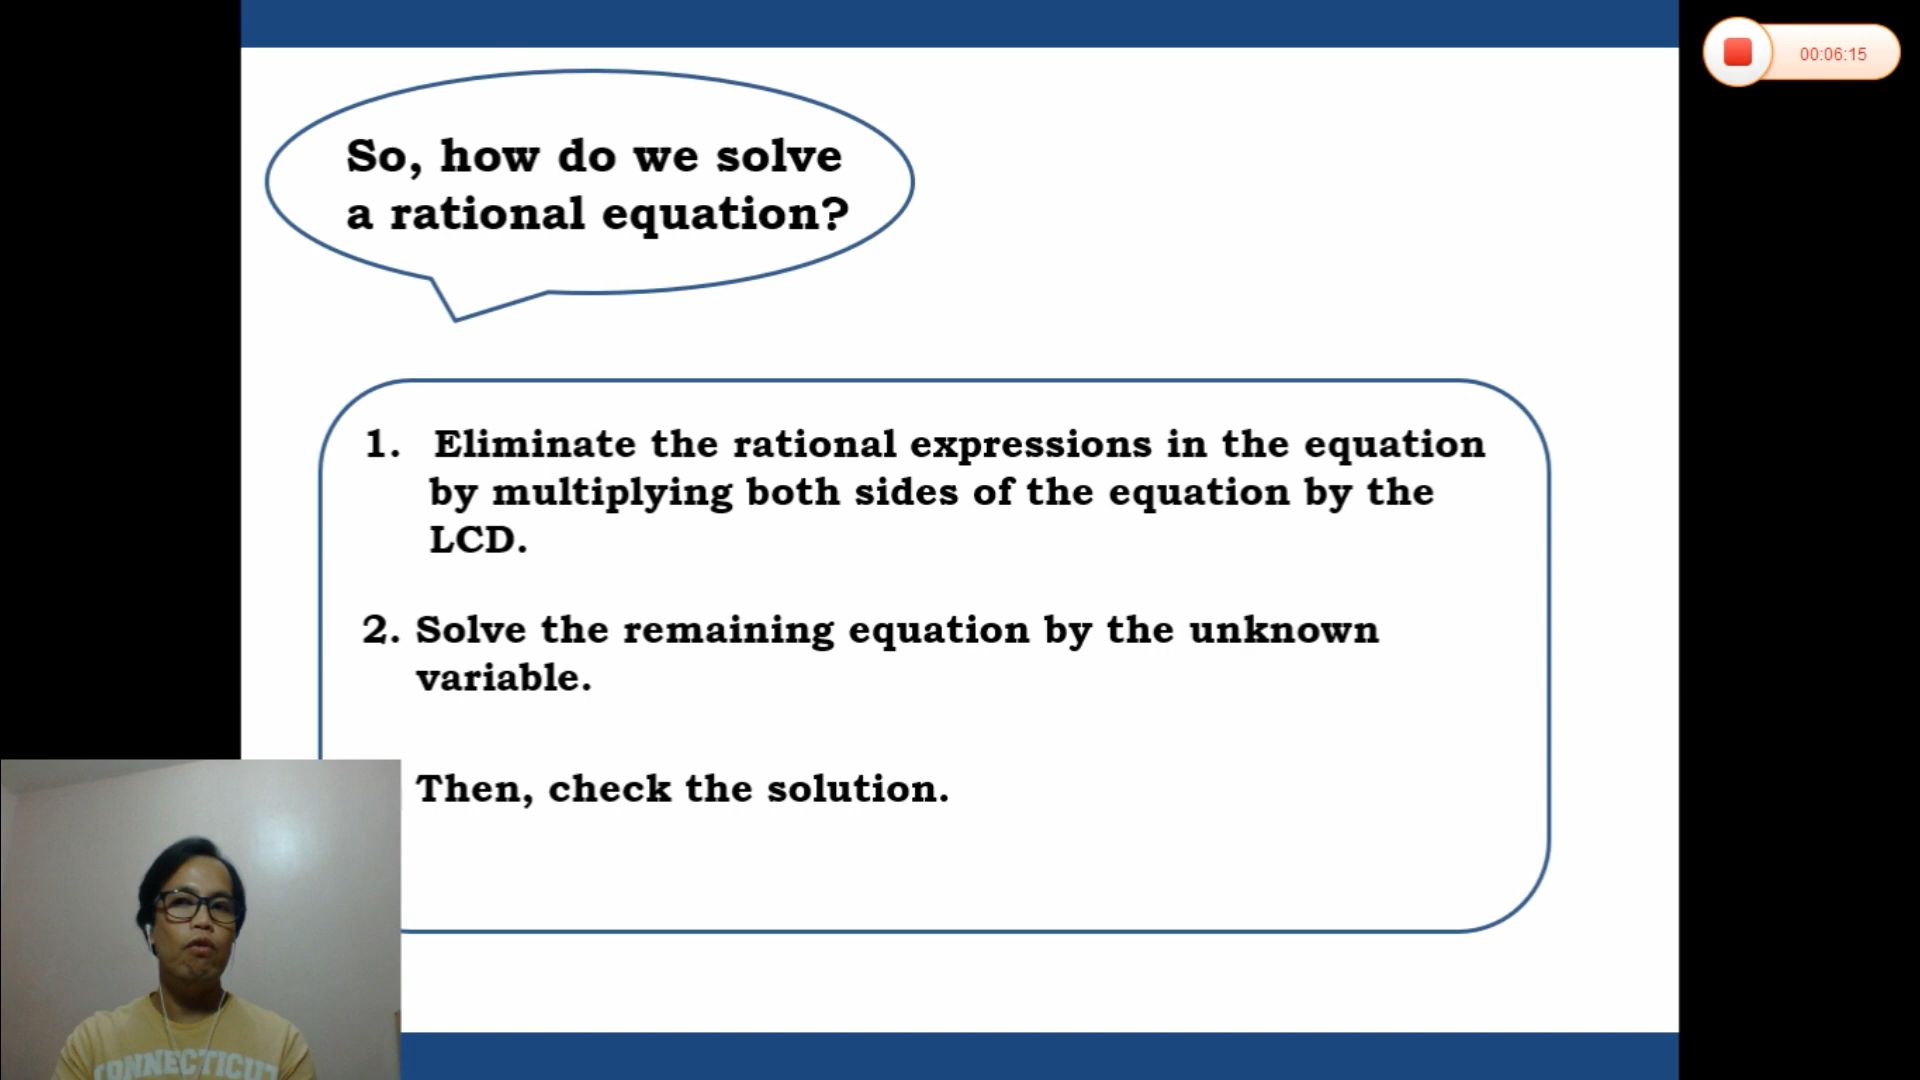 00:06:15
So, how do we solve
a rational equation?
1. Eliminate the rational expressions in the equation
by multiplying both sides of the equation by the
LCD.
2. Solve the remaining equation by the unknown
variable.
Then, check the solution.
CONNECTICUT